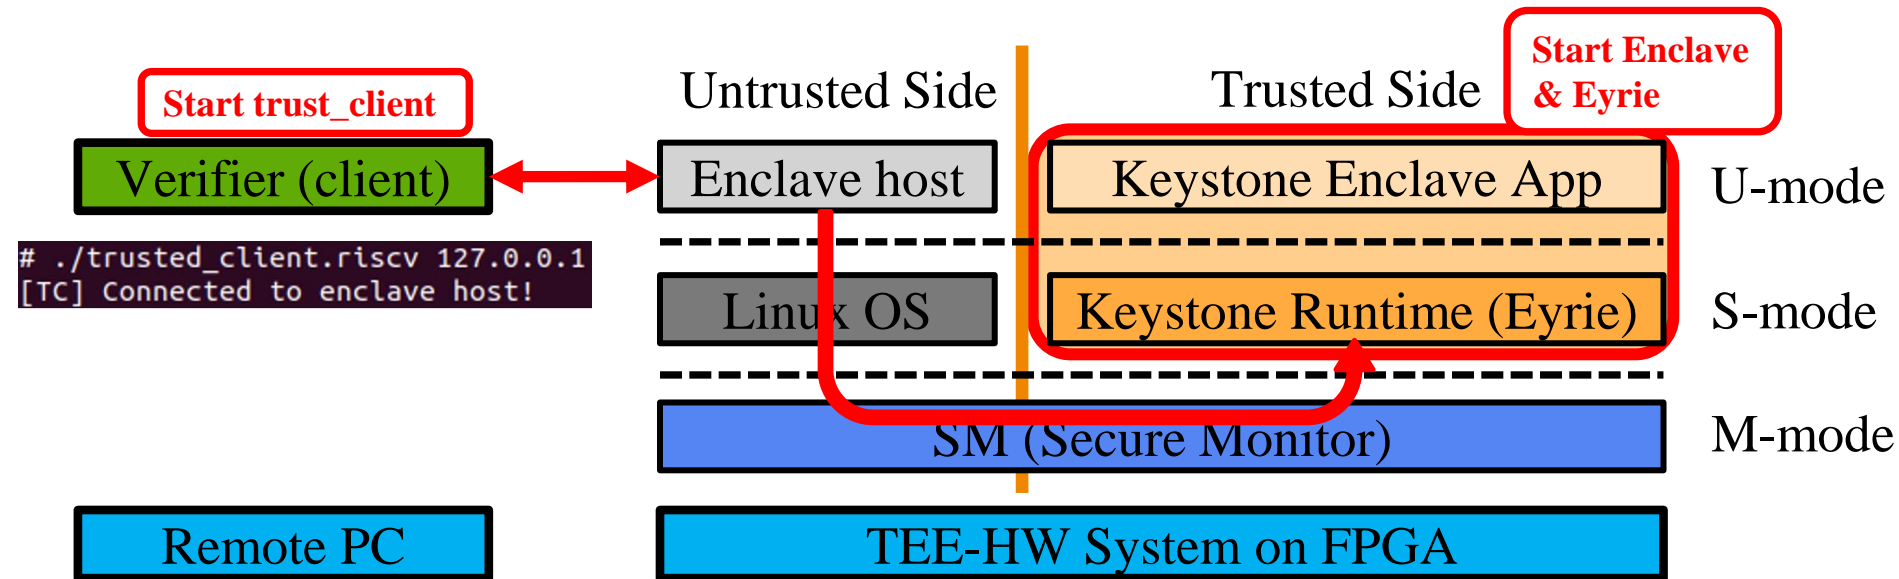 Start Enclave
& Eyrie
Untrusted Side
Trusted Side
Start trust_client
Verifier (client)
Enclave host
Keystone Enclave App
U-mode
# ./trusted_client.riscv 127.0.0.1
[TC] Connected to enclave host!
Linux OS
Keystone Runtime (Eyrie)
S-mode
SM (Secure Monitor)
M-mode
Remote PC
TEE-HW System on FPGA